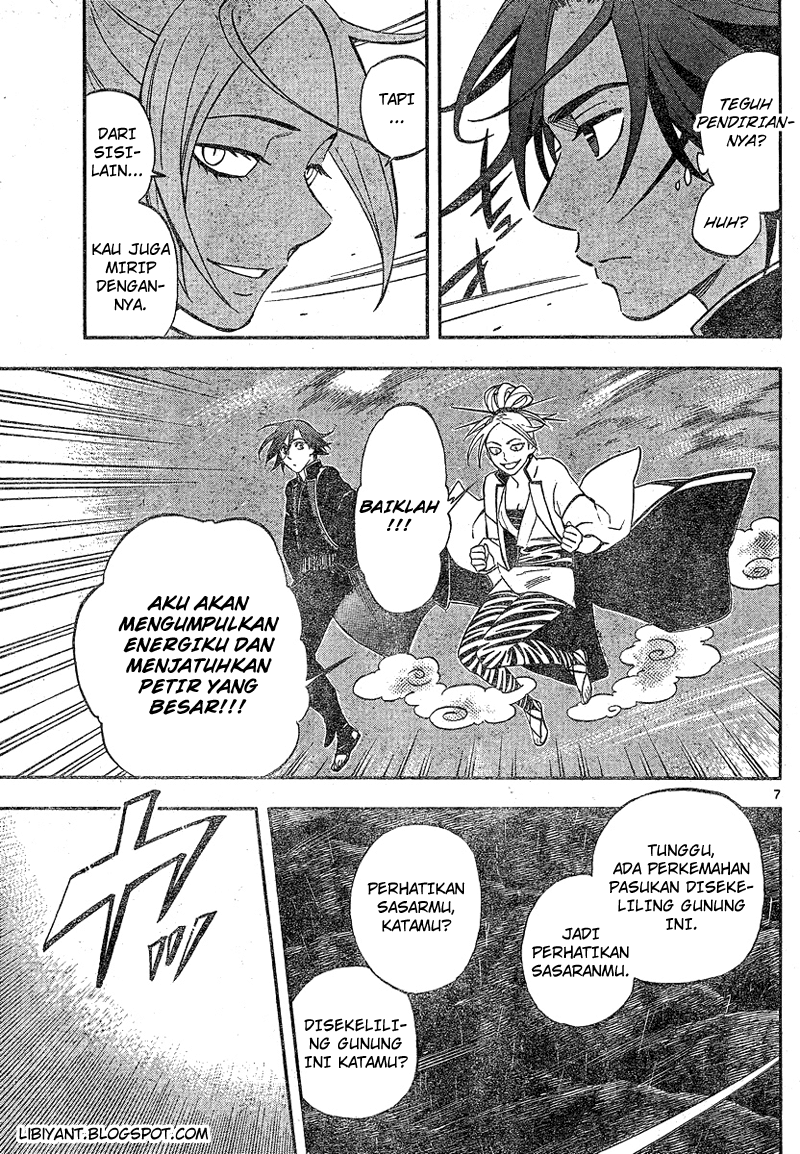 TEGUH
PENDIRIAN-
NYA?
HUH?
TAPI
...
DARI
SISI-
LAIN...
KAU JUGA
MIRIP
DENGAN-
NYA.
BAIKLAH
!!!
AKU AKAN
MENGUMPULKAN
ENERGIKU DAN
MENJATUHKAN
PETIR YANG
BESAR!!!
7
TUNGGU,
ADA PERKEMAHAN
PASUKAN DISEKE-
LILING GUNUNG
INI.
JADI
PERHATIKAN
SASARANMU.
PERHATIKAN
SASARMU,
KATAMU?
DISEKELILI-
NG GUNUNG
INI KATAMU?
LIBIYANT.BLOGSPOT.COM